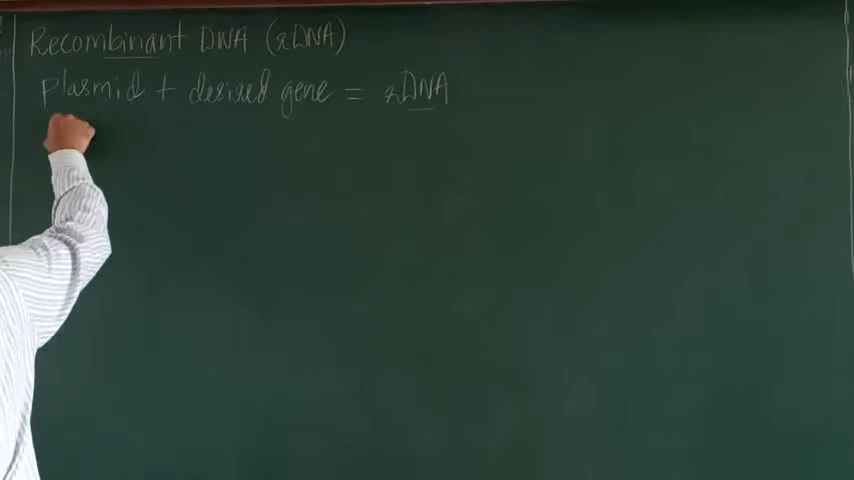 Recombinant DNA (rDNA)
Plasmid + desired gene = rDNA